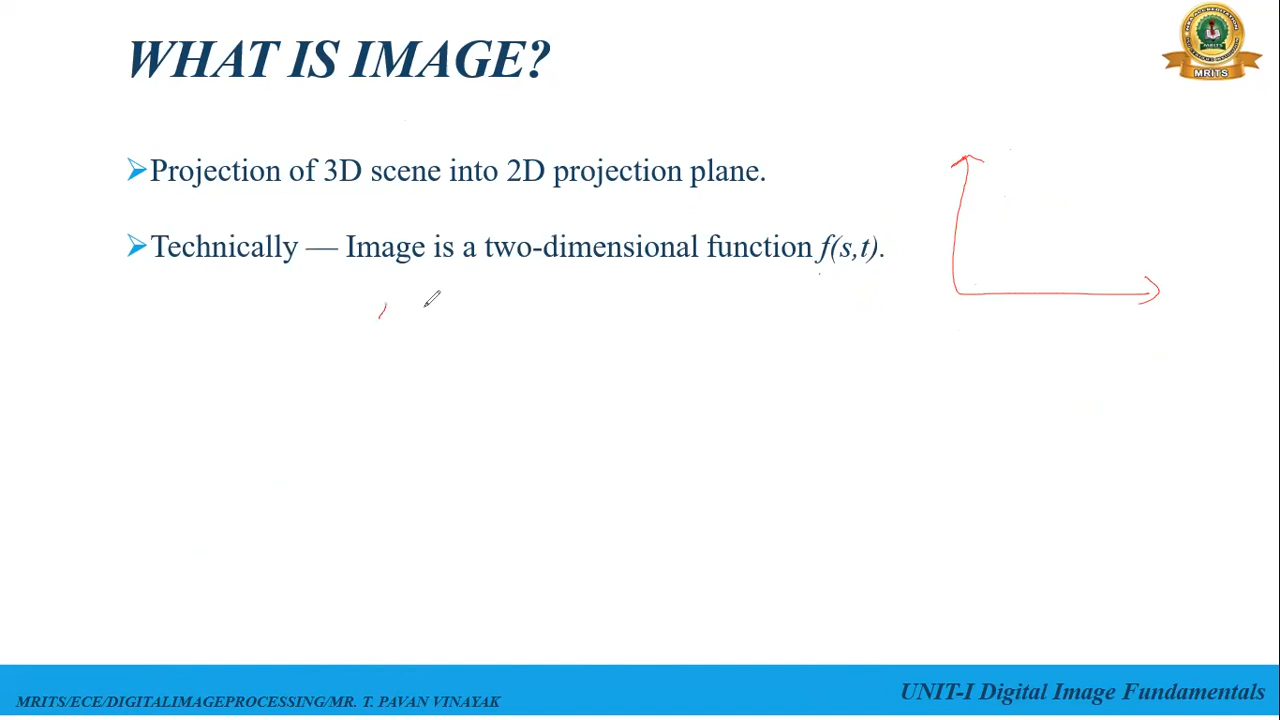 WHAT IS IMAGE?
MRITS
➢Projection of 3D scene into 2D projection plane.
➢Technically — Image is a two-dimensional function f(s,t).
MRITS/ECE/DIGITALIMAGEPROCESSING/MR. T. PAVAN VINAYAK
UNIT-I Digital Image Fundamentals